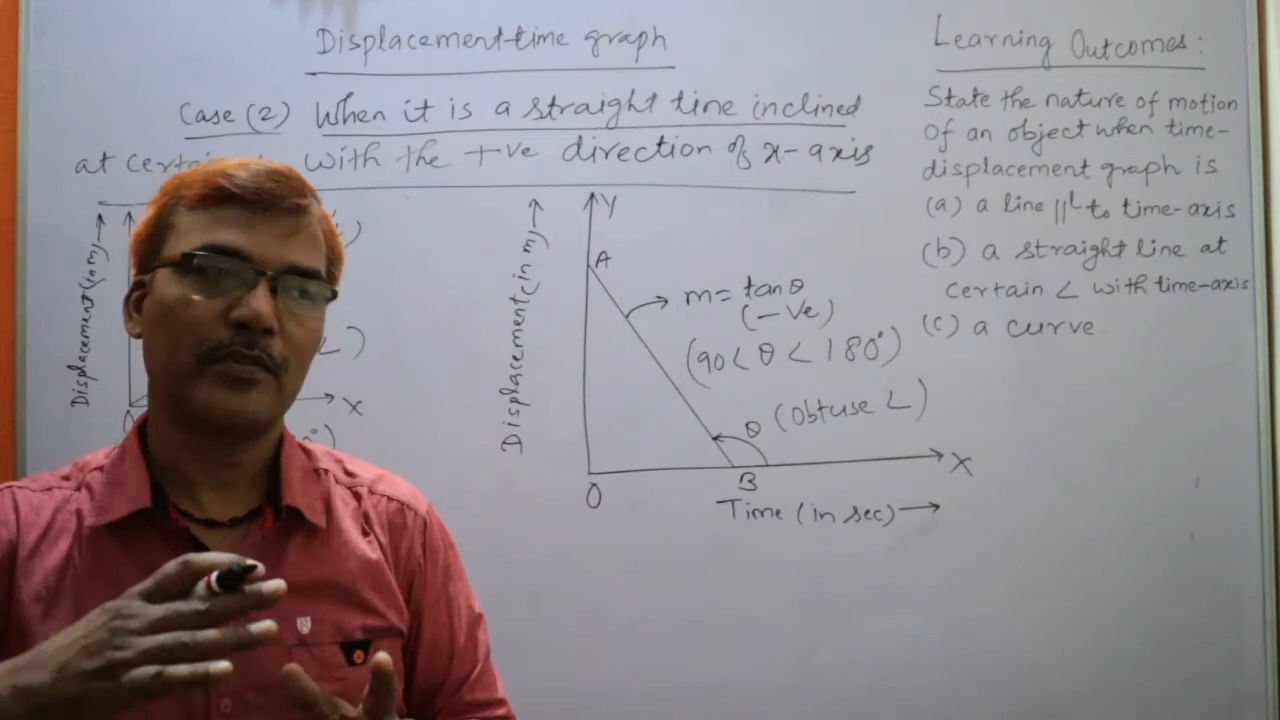 Displacement-time graph
Case (2) When it is a straight line inclined
at with the +ve direction of x-axis
Displacement (in m)
X
Displacement (in m)
Y
A
m = tanθ
(-ve)
(90 < θ < 180°)
θ (Obtuse ∠)
B
O
X
Time (in sec)
Learning Outcomes:
State the nature of motion
of an object when time-
displacement graph is
(a) a line ||ᴸ to time-axis
(b) a straight line at
certain ∠ with time-axis
(c) a curve